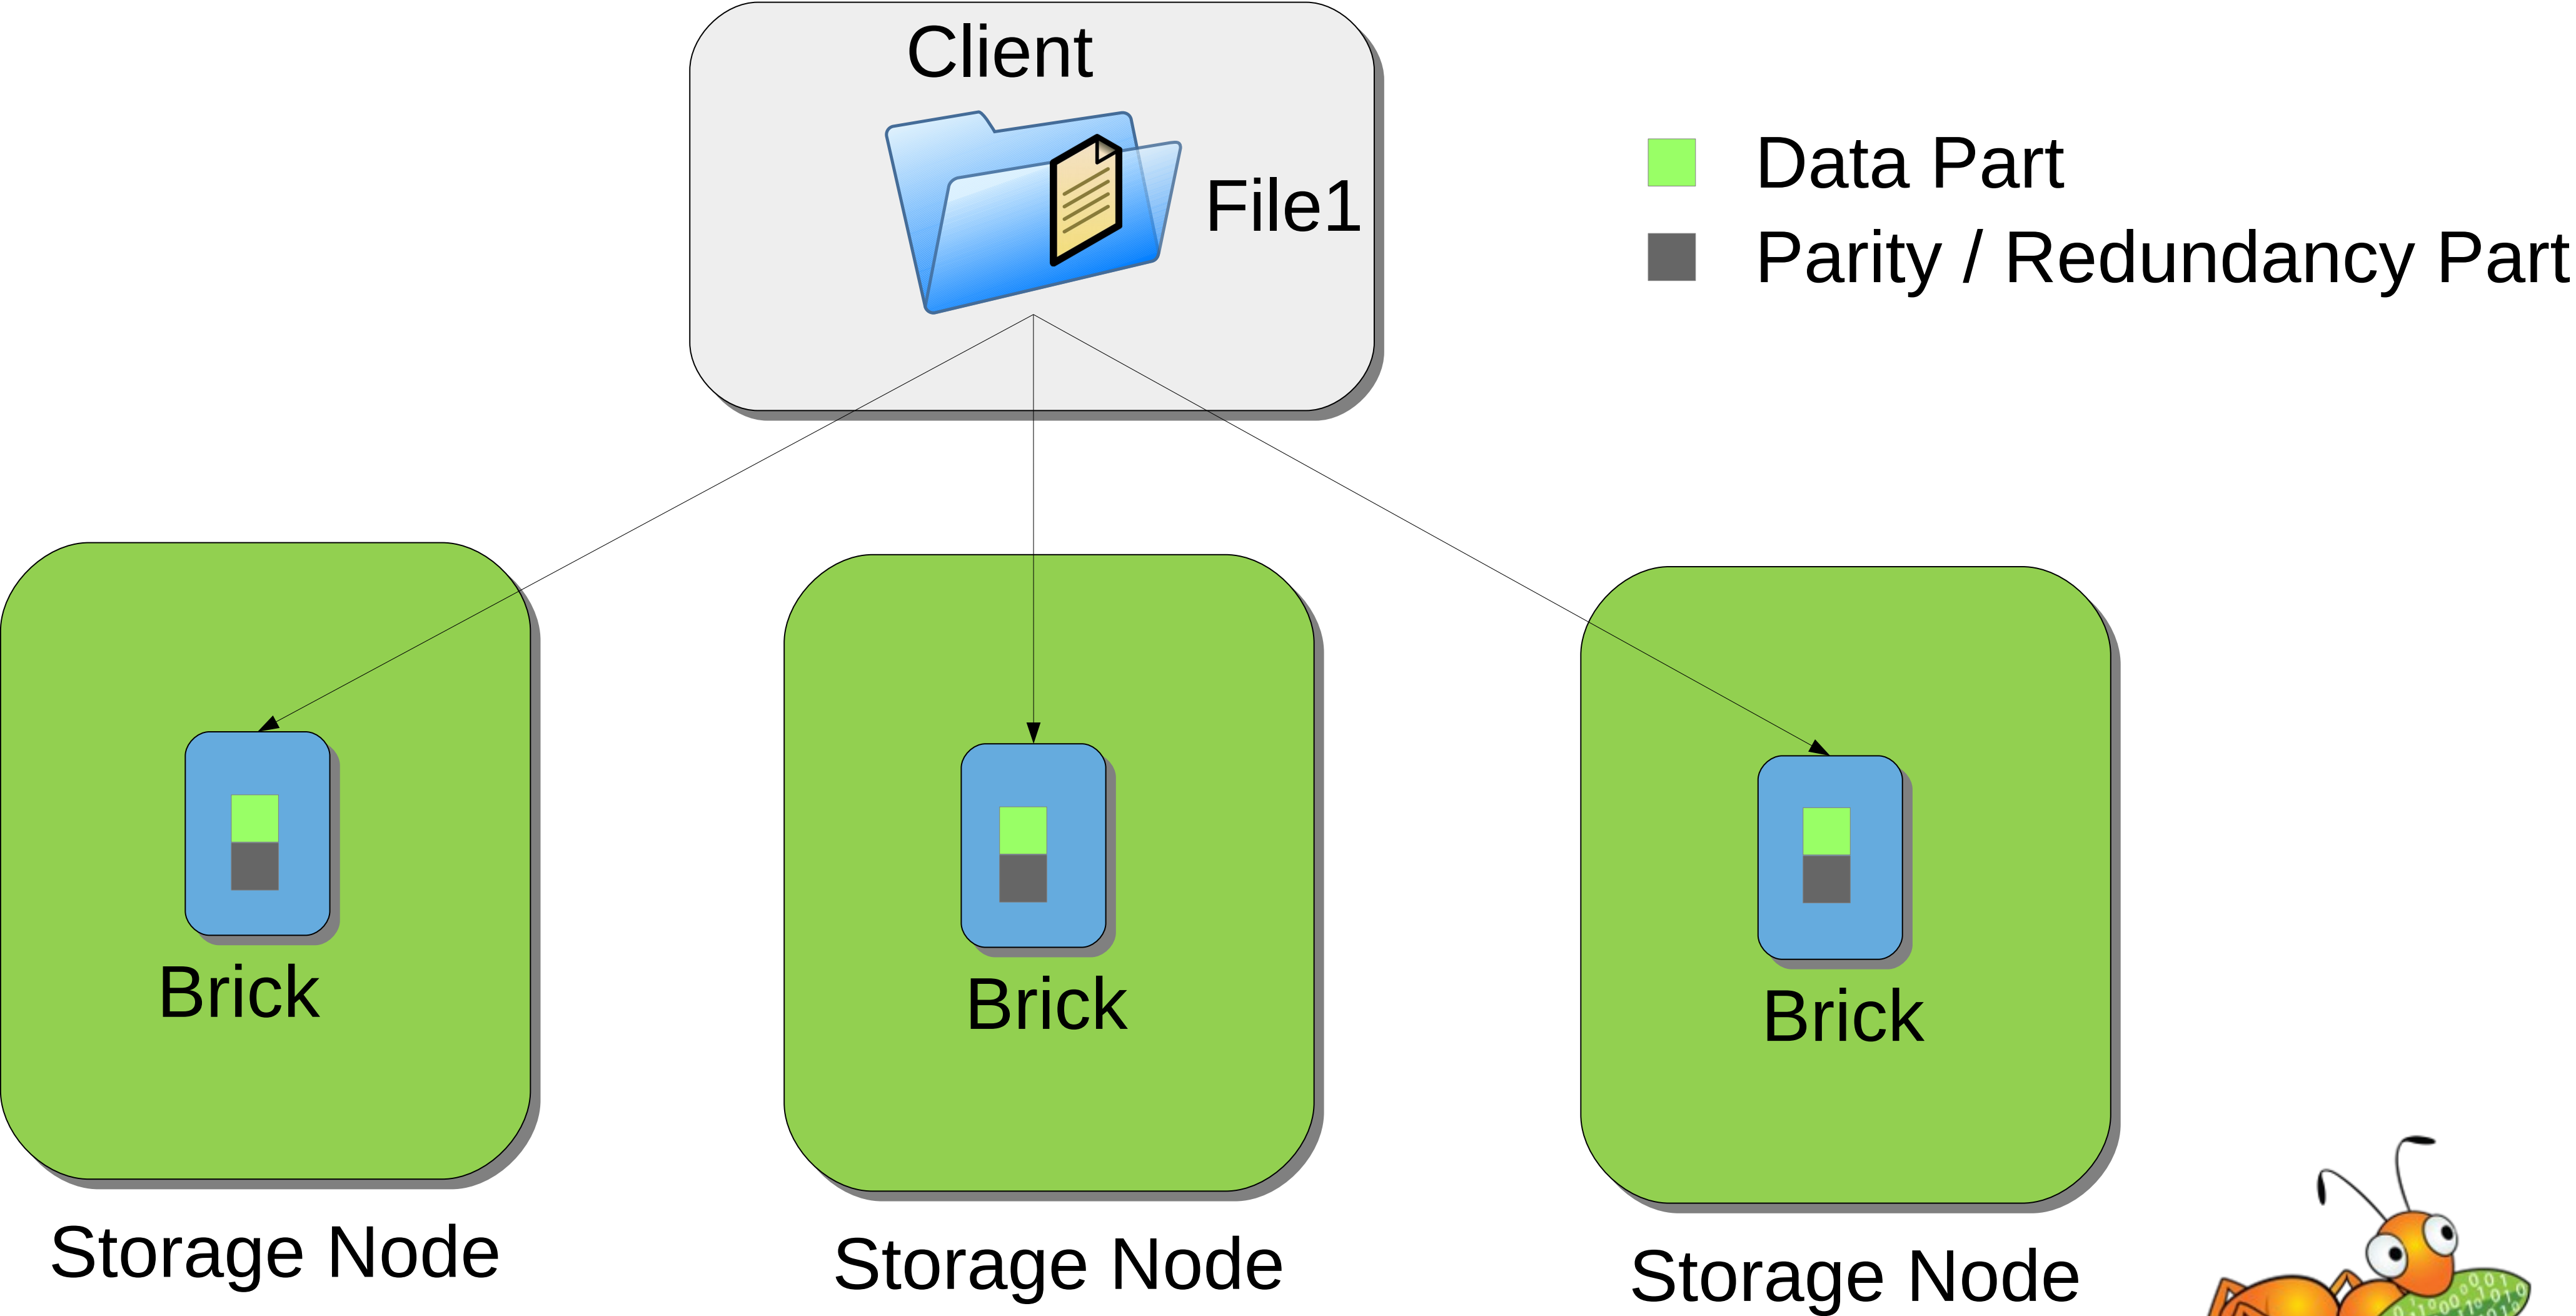 Client
File1
Data Part
Parity / Redundancy Part
Brick
Brick
Brick
Storage Node
Storage Node
Storage Node